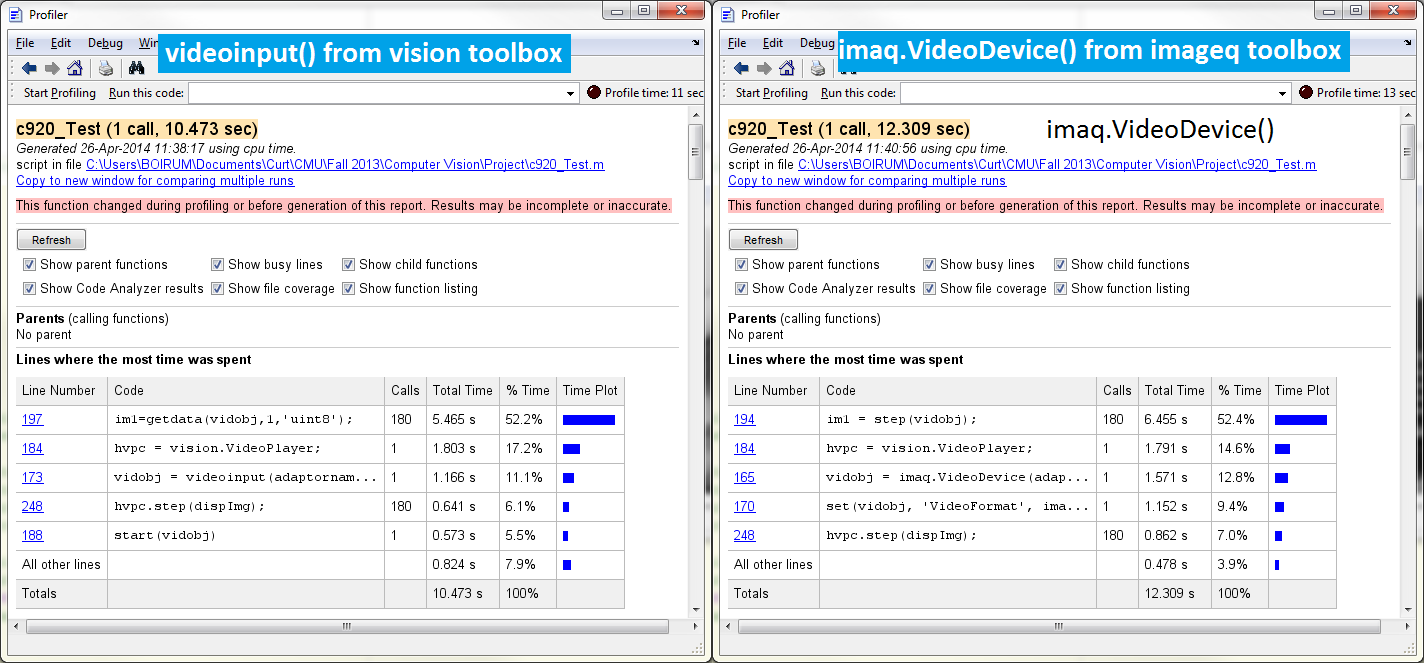 Profiler
File Edit Debug Win
videoinput() from vision toolbox
Start Profiling Run this code: Profile time: 11 sec
c920_Test (1 call, 10.473 sec)
Generated 26-Apr-2014 11:38:17 using cpu time.
script in file C:\Users\BOIRUM\Documents\Curt\CMU\Fall 2013\Computer Vision\Project\c920_Test.m
Copy to new window for comparing multiple runs
This function changed during profiling or before generation of this report. Results may be incomplete or inaccurate.
Refresh
Show parent functions Show busy lines Show child functions
Show Code Analyzer results Show file coverage Show function listing
Parents (calling functions)
No parent
Lines where the most time was spent
Line Number Code Calls Total Time % Time Time Plot
197 im1=getdata(vidobj,1,'uint8'); 180 5.465 s 52.2%
184 hvpc = vision.VideoPlayer; 1 1.803 s 17.2%
173 vidobj = videoinput(adaptornam... 1 1.166 s 11.1%
248 hvpc.step(dispImg); 180 0.641 s 6.1%
188 start(vidobj) 1 0.573 s 5.5%
All other lines 0.824 s 7.9%
Totals 10.473 s 100%
Profiler
File Edit Debug
imaq.VideoDevice() from imageq toolbox
Start Profiling Run this code: Profile time: 13 sec
c920_Test (1 call, 12.309 sec)
imaq.VideoDevice()
Generated 26-Apr-2014 11:40:56 using cpu time.
script in file C:\Users\BOIRUM\Documents\Curt\CMU\Fall 2013\Computer Vision\Project\c920_Test.m
Copy to new window for comparing multiple runs
This function changed during profiling or before generation of this report. Results may be incomplete or inaccurate.
Refresh
Show parent functions Show busy lines Show child functions
Show Code Analyzer results Show file coverage Show function listing
Parents (calling functions)
No parent
Lines where the most time was spent
Line Number Code Calls Total Time % Time Time Plot
194 im1 = step(vidobj); 180 6.455 s 52.4%
184 hvpc = vision.VideoPlayer; 1 1.791 s 14.6%
165 vidobj = imaq.VideoDevice(adap... 1 1.571 s 12.8%
170 set(vidobj, 'VideoFormat', ima... 1 1.152 s 9.4%
248 hvpc.step(dispImg); 180 0.862 s 7.0%
All other lines 0.478 s 3.9%
Totals 12.309 s 100%